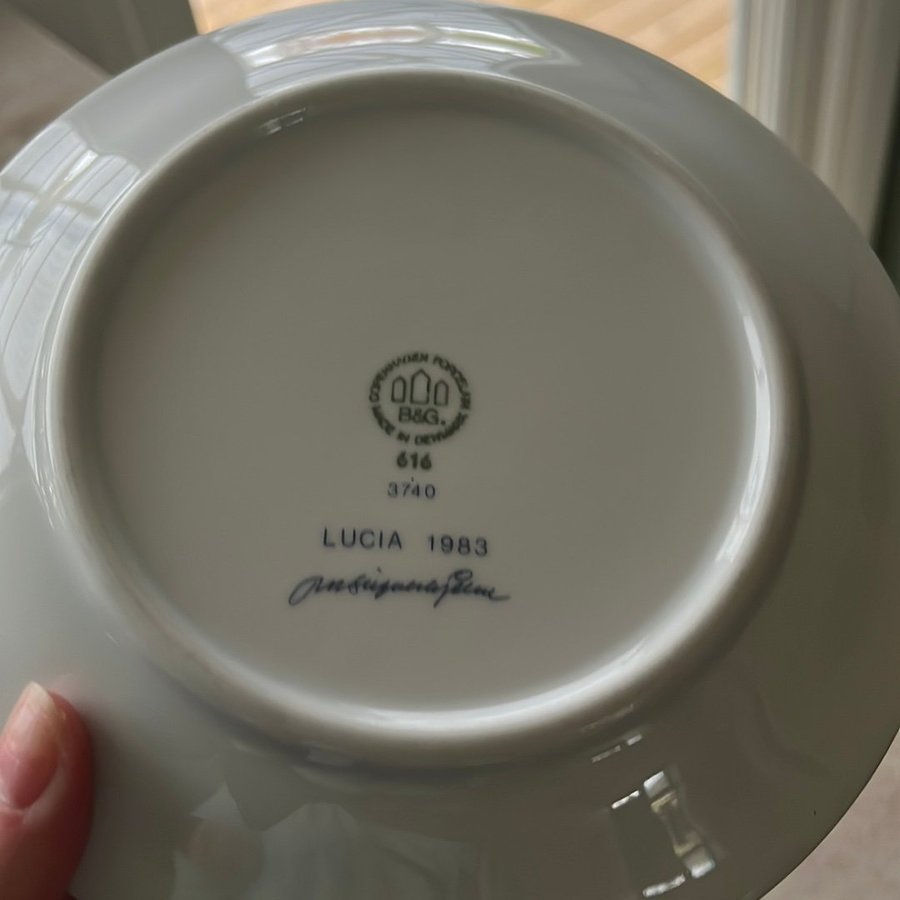 COPENHAGEN PORCELAIN
B&G.
MADE IN DENMARK
616
3740
LUCIA 1983